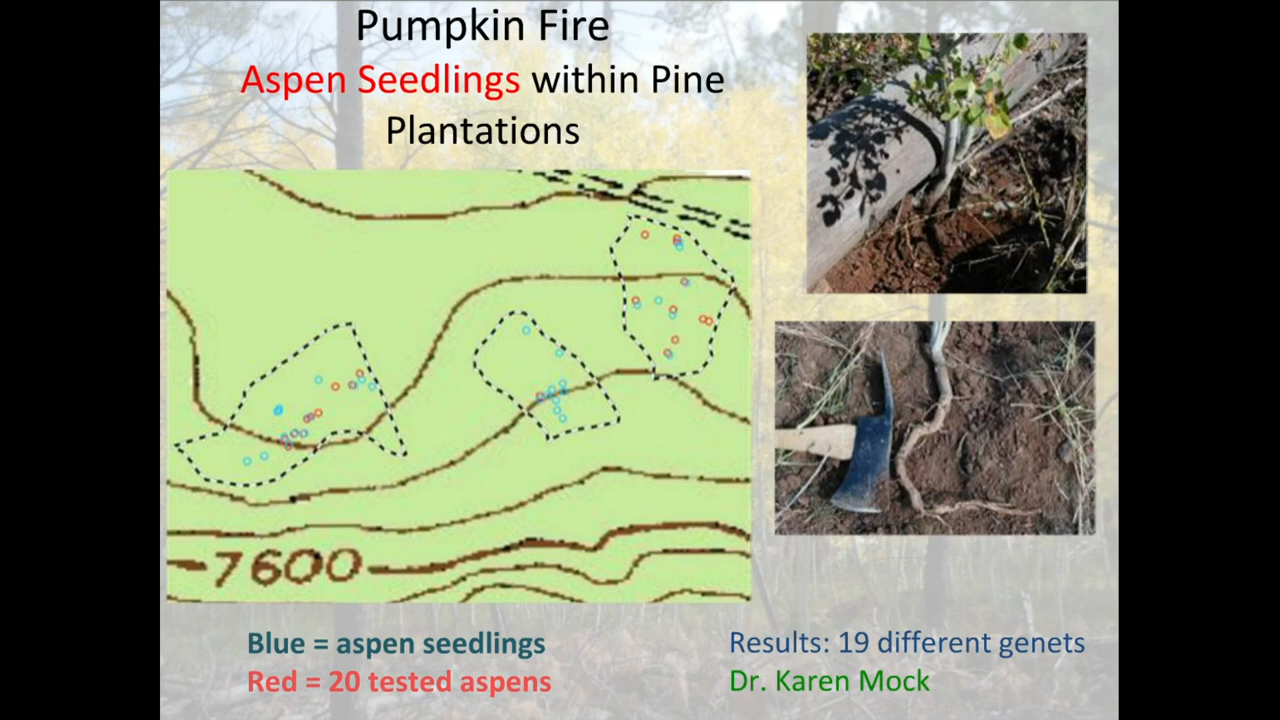 Pumpkin Fire
Aspen Seedlings within Pine
Plantations
7600
Blue = aspen seedlings
Red = 20 tested aspens
Results: 19 different genets
Dr. Karen Mock